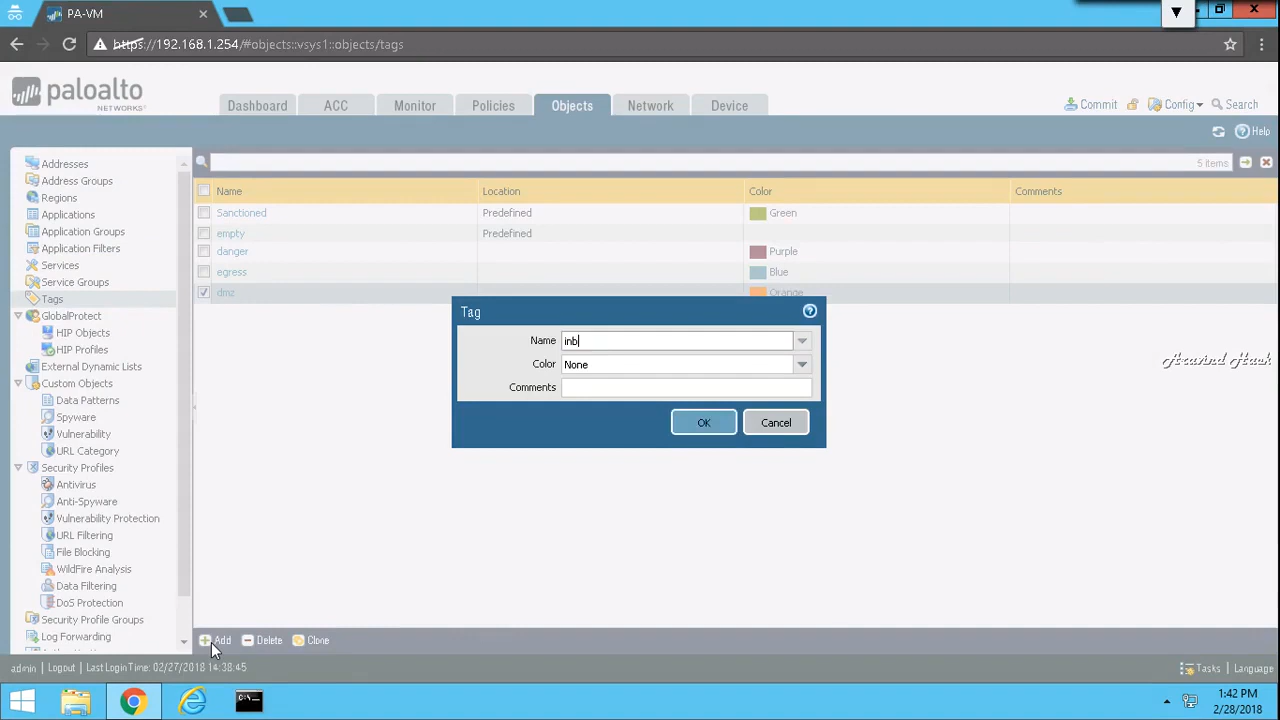 PA-VM
https://192.168.1.254/#objects::vsys1::objects/tags
paloalto
NETWORKS
Dashboard
ACC
Monitor
Policies
Objects
Network
Device
Commit
Config
Search
Help
Addresses
Address Groups
Regions
Applications
Application Groups
Application Filters
Services
Service Groups
Tags
GlobalProtect
HIP Objects
HIP Profiles
External Dynamic Lists
Custom Objects
Data Patterns
Spyware
Vulnerability
URL Category
Security Profiles
Antivirus
Anti-Spyware
Vulnerability Protection
URL Filtering
File Blocking
WildFire Analysis
Data Filtering
DoS Protection
Security Profile Groups
Log Forwarding
5 items
Name Location Color Comments
Sanctioned Predefined Green
empty Predefined
danger Purple
egress Blue
dmz Orange
Tag
Name inb
Color None
Comments
OK Cancel
Aravind Ash
Add Delete Clone
admin | Logout | Last Login Time: 02/27/2018 14:38:45
Tasks | Language
1:42 PM
2/28/2018